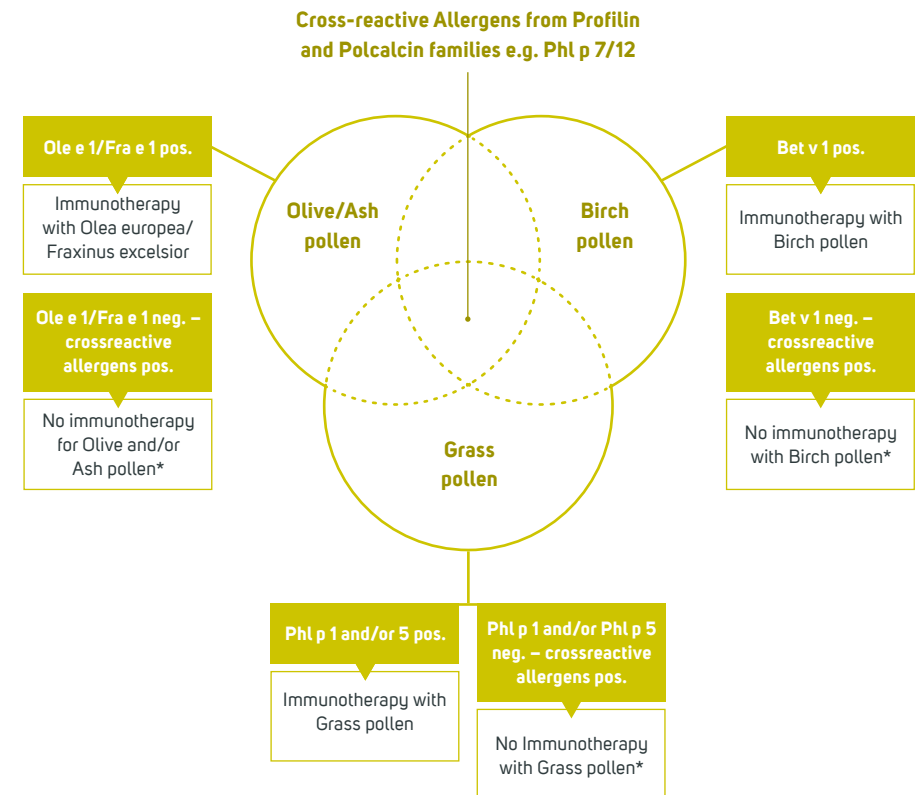 Cross-reactive Allergens from Profilin
and Polcalcin families e.g. Phl p 7/12
Ole e 1/Fra e 1 pos.
Immunotherapy
with Olea europea/
Fraxinus excelsior
Ole e 1/Fra e 1 neg. –
crossreactive
allergens pos.
No immunotherapy
for Olive and/or
Ash pollen*
Olive/Ash
pollen
Birch
pollen
Grass
pollen
Bet v 1 pos.
Immunotherapy with
Birch pollen
Bet v 1 neg. –
crossreactive
allergens pos.
No immunotherapy
with Birch pollen*
Phl p 1 and/or 5 pos.
Immunotherapy with
Grass pollen
Phl p 1 and/or Phl p 5
neg. – crossreactive
allergens pos.
No Immunotherapy
with Grass pollen*